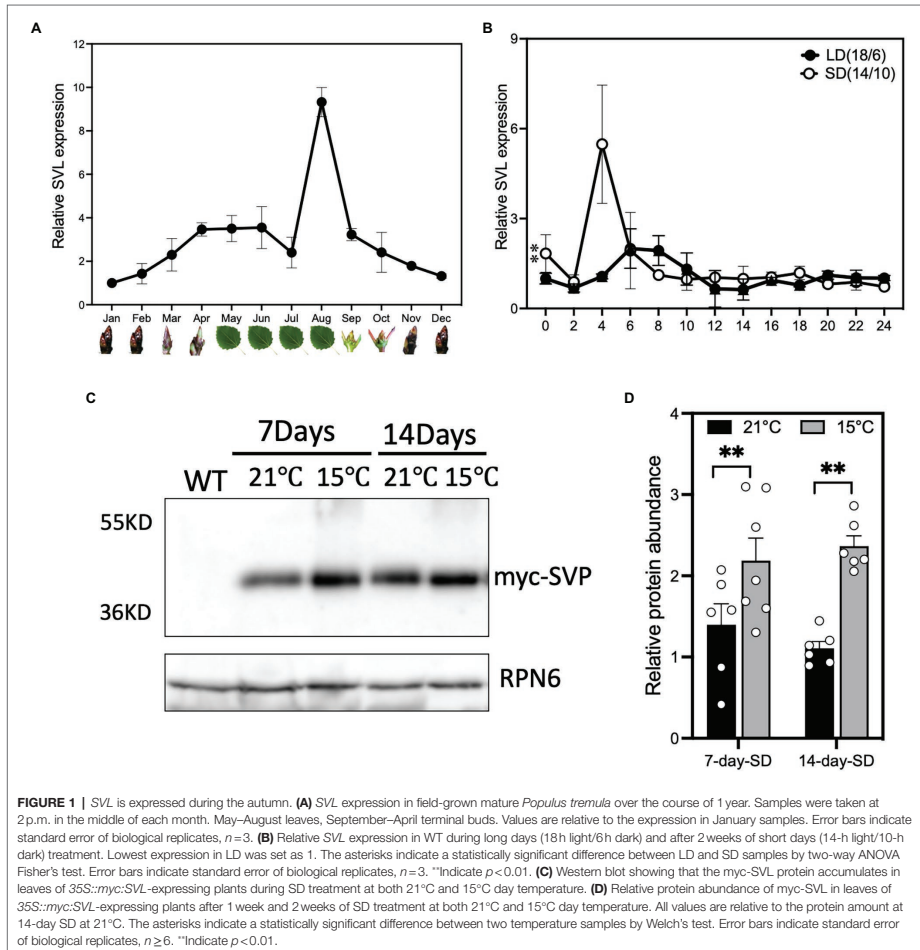 A
Relative SVL expression
12
10
8
6
4
2
0
Jan Feb Mar Apr May Jun Jul Aug Sep Oct Nov Dec
B
Relative SVL expression
9
6
3
0
LD(18/6)
SD(14/10)
**
0 2 4 6 8 10 12 14 16 18 20 22 24
C
7Days 14Days
WT 21°C 15°C 21°C 15°C
55KD
36KD
myc-SVP
RPN6
D
Relative protein abundance
4
3
2
1
0
21°C 15°C
** **
7-day-SD 14-day-SD
FIGURE 1 | SVL is expressed during the autumn. (A) SVL expression in field-grown mature Populus tremula over the course of 1 year. Samples were taken at
2 p.m. in the middle of each month. May–August leaves, September–April terminal buds. Values are relative to the expression in January samples. Error bars indicate
standard error of biological replicates, n = 3. (B) Relative SVL expression in WT during long days (18 h light/6 h dark) and after 2 weeks of short days (14-h light/10-h
dark) treatment. Lowest expression in LD was set as 1. The asterisks indicate a statistically significant difference between LD and SD samples by two-way ANOVA
Fisher's test. Error bars indicate standard error of biological replicates, n = 3. **Indicate p < 0.01. (C) Western blot showing that the myc-SVL protein accumulates in
leaves of 35S::myc:SVL-expressing plants during SD treatment at both 21°C and 15°C day temperature. (D) Relative protein abundance of myc-SVL in leaves of
35S::myc:SVL-expressing plants after 1 week and 2 weeks of SD treatment at both 21°C and 15°C day temperature. All values are relative to the protein amount at
14-day SD at 21°C. The asterisks indicate a statistically significant difference between two temperature samples by Welch's test. Error bars indicate standard error
of biological replicates, n ≥ 6. **Indicate p < 0.01.